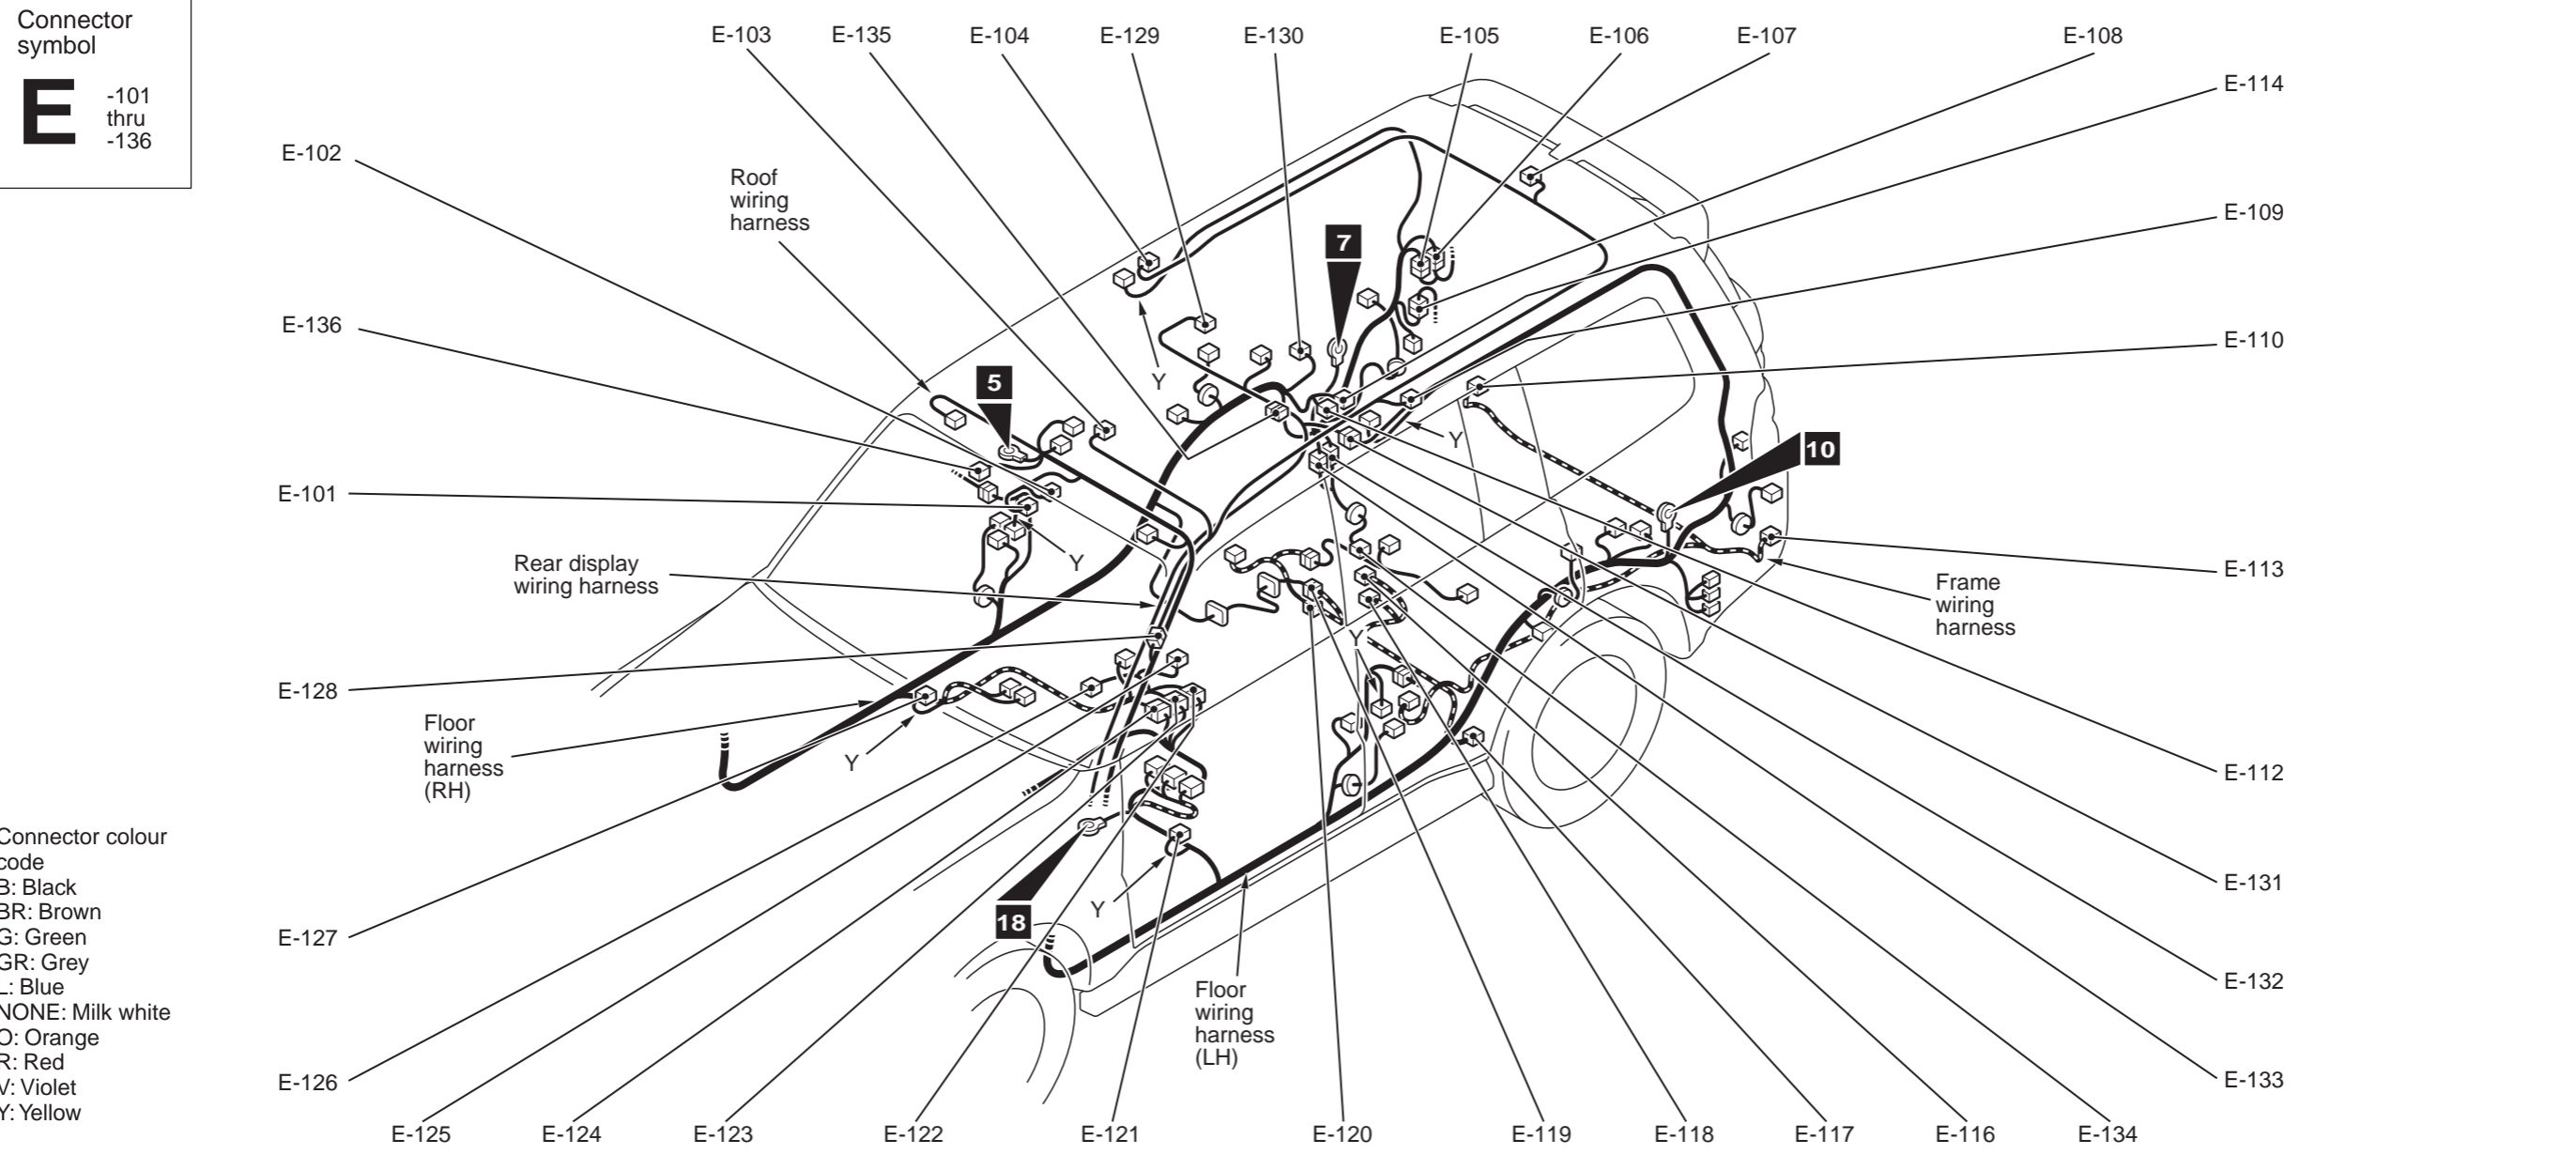 Connector
symbol
E
-101
thru
-136
E-103
E-135
E-104
E-129
E-130
E-105
E-106
E-107
E-108
E-114
E-109
E-110
E-113
E-112
E-131
E-132
E-133
E-102
E-136
E-101
E-128
E-127
E-126
E-125
E-124
E-123
E-122
E-121
E-120
E-119
E-118
E-117
E-116
E-134
Roof
wiring
harness
5
7
10
18
Y
Y
Y
Y
Y
Y
Rear display
wiring harness
Floor
wiring
harness
(RH)
Frame
wiring
harness
Floor
wiring
harness
(LH)
Connector colour
code
B: Black
BR: Brown
G: Green
GR: Grey
L: Blue
NONE: Milk white
O: Orange
R: Red
V: Violet
Y: Yellow